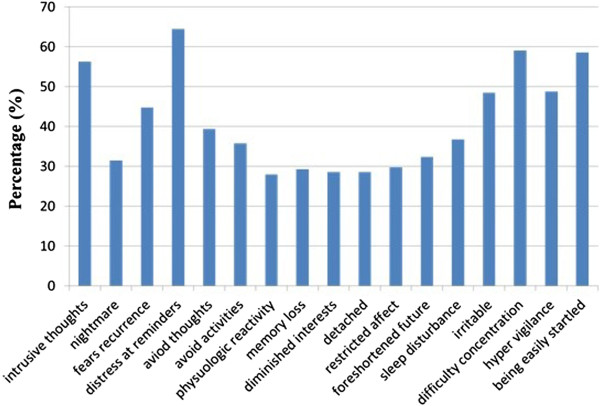 70
60
50
40
30
20
10
0
Percentage (%)
intrusive thoughts
nightmare
fears recurrence
distress at reminders
aviod thoughts
avoid activities
physuologic reactivity
memory loss
diminished interests
detached
restricted affect
foreshortened future
sleep disturbance
irritable
difficulty concentration
hyper vigilance
being easily startled